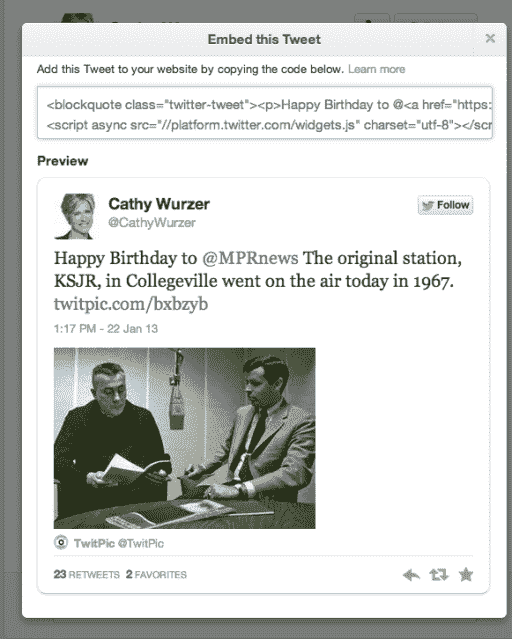 Embed this Tweet
Add this Tweet to your website by copying the code below. Learn more
<blockquote class="twitter-tweet"><p>Happy Birthday to @<a href="https:
<script async src="//platform.twitter.com/widgets.js" charset="utf-8"></scr
Preview
Cathy Wurzer
@CathyWurzer
Follow
Happy Birthday to @MPRnews The original station,
KSJR, in Collegeville went on the air today in 1967.
twitpic.com/bxbzyb
1:17 PM - 22 Jan 13
TwitPic @TwitPic
23 RETWEETS 2 FAVORITES